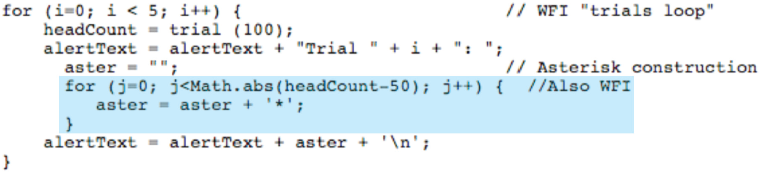 for (i=0; i < 5; i++) { // WFI "trials loop"
headCount = trial (100);
alertText = alertText + "Trial " + i + ": ";
aster = ""; // Asterisk construction
for (j=0; j<Math.abs(headCount-50); j++) { //Also WFI
aster = aster + '*';
}
alertText = alertText + aster + '\n';
}